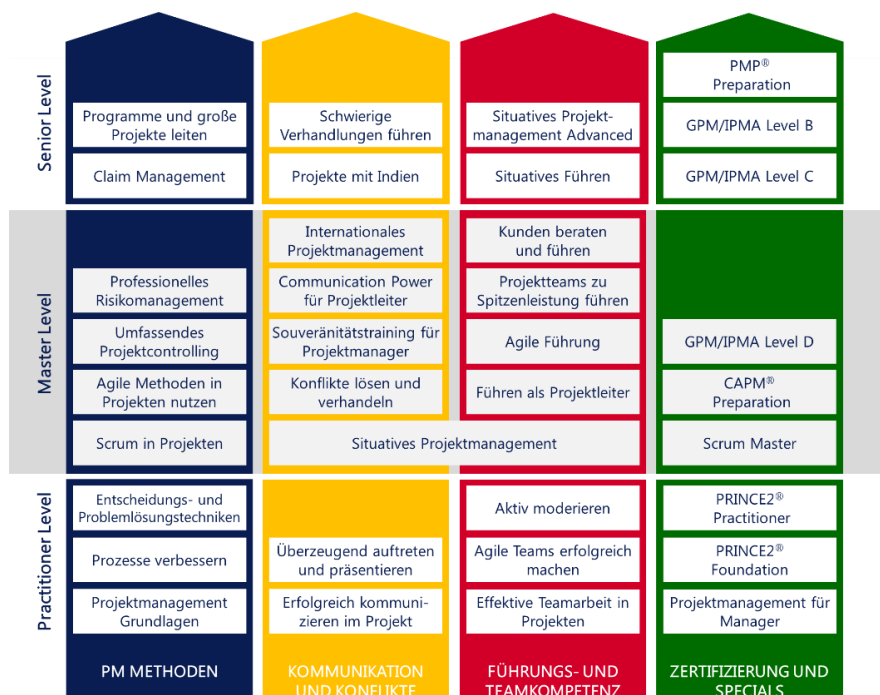 Senior Level
Programme und große
Projekte leiten
Claim Management
Schwierige
Verhandlungen führen
Projekte mit Indien
Situatives Projekt-
management Advanced
Situatives Führen
PMP®
Preparation
GPM/IPMA Level B
GPM/IPMA Level C
Master Level
Professionelles
Risikomanagement
Umfassendes
Projektcontrolling
Agile Methoden in
Projekten nutzen
Scrum in Projekten
Internationales
Projektmanagement
Communication Power
für Projektleiter
Souveränitätstraining für
Projektmanager
Konflikte lösen und
verhandeln
Situatives Projektmanagement
Kunden beraten
und führen
Projektteams zu
Spitzenleistung führen
Agile Führung
Führen als Projektleiter
GPM/IPMA Level D
CAPM®
Preparation
Scrum Master
Practitioner Level
Entscheidungs- und
Problemlösungstechniken
Prozesse verbessern
Projektmanagement
Grundlagen
Überzeugend auftreten
und präsentieren
Erfolgreich kommuni-
zieren im Projekt
Aktiv moderieren
Agile Teams erfolgreich
machen
Effektive Teamarbeit in
Projekten
PRINCE2®
Practitioner
PRINCE2®
Foundation
Projektmanagement für
Manager
PM METHODEN
KOMMUNIKATION
UND KONFLIKTE
FÜHRUNGS- UND
TEAMKOMPETENZ
ZERTIFIZIERUNG UND
SPECIALS